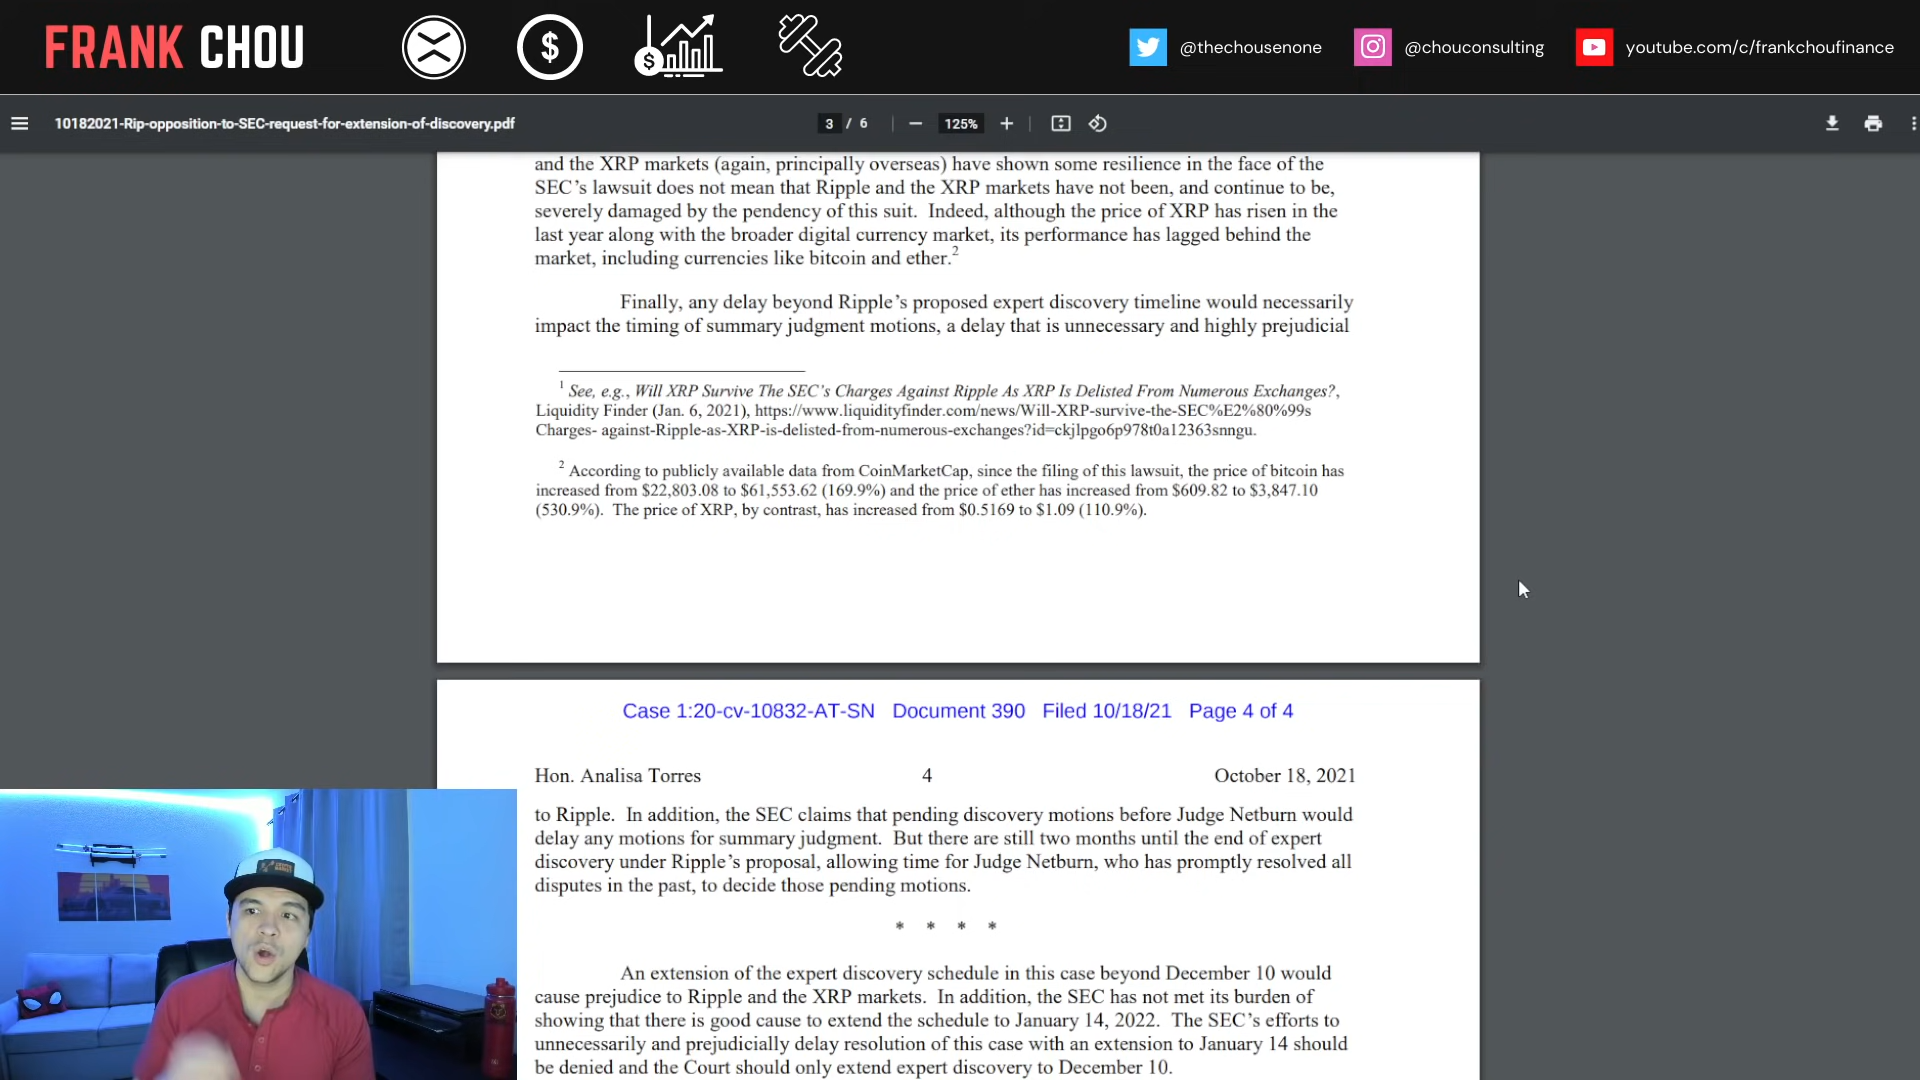 FRANK CHOU
@thechousenone
@chouconsulting
youtube.com/c/frankchoufinance
10182021-Rip-opposition-to-SEC-request-for-extension-of-discovery.pdf
3 / 6
125%
and the XRP markets (again, principally overseas) have shown some resilience in the face of the
SEC’s lawsuit does not mean that Ripple and the XRP markets have not been, and continue to be,
severely damaged by the pendency of this suit. Indeed, although the price of XRP has risen in the
last year along with the broader digital currency market, its performance has lagged behind the
market, including currencies like bitcoin and ether.2
Finally, any delay beyond Ripple’s proposed expert discovery timeline would necessarily
impact the timing of summary judgment motions, a delay that is unnecessary and highly prejudicial
1 See, e.g., Will XRP Survive The SEC’s Charges Against Ripple As XRP Is Delisted From Numerous Exchanges?,
Liquidity Finder (Jan. 6, 2021), https://www.liquidityfinder.com/news/Will-XRP-survive-the-SEC%E2%80%99s
Charges- against-Ripple-as-XRP-is-delisted-from-numerous-exchanges?id=ckjlpgo6p978t0a12363snngu.
2 According to publicly available data from CoinMarketCap, since the filing of this lawsuit, the price of bitcoin has
increased from $22,803.08 to $61,553.62 (169.9%) and the price of ether has increased from $609.82 to $3,847.10
(530.9%). The price of XRP, by contrast, has increased from $0.5169 to $1.09 (110.9%).
Case 1:20-cv-10832-AT-SN Document 390 Filed 10/18/21 Page 4 of 4
Hon. Analisa Torres 4 October 18, 2021
to Ripple. In addition, the SEC claims that pending discovery motions before Judge Netburn would
delay any motions for summary judgment. But there are still two months until the end of expert
discovery under Ripple’s proposal, allowing time for Judge Netburn, who has promptly resolved all
disputes in the past, to decide those pending motions.
* * * *
An extension of the expert discovery schedule in this case beyond December 10 would
cause prejudice to Ripple and the XRP markets. In addition, the SEC has not met its burden of
showing that there is good cause to extend the schedule to January 14, 2022. The SEC’s efforts to
unnecessarily and prejudicially delay resolution of this case with an extension to January 14 should
be denied and the Court should only extend expert discovery to December 10.